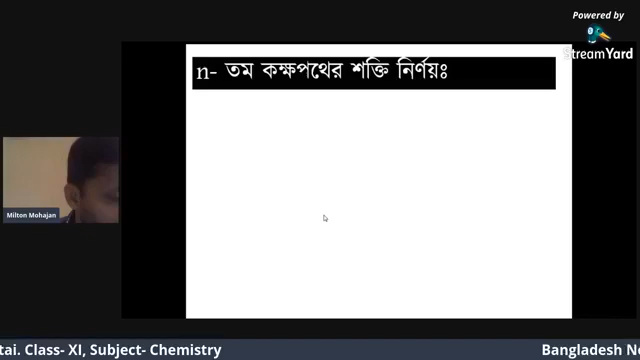 Powered by
StreamYard
n- তম কক্ষপথের শক্তি নির্ণয়ঃ
Milton Mohajan
tai. Class- XI, Subject- Chemistry
Bangladesh